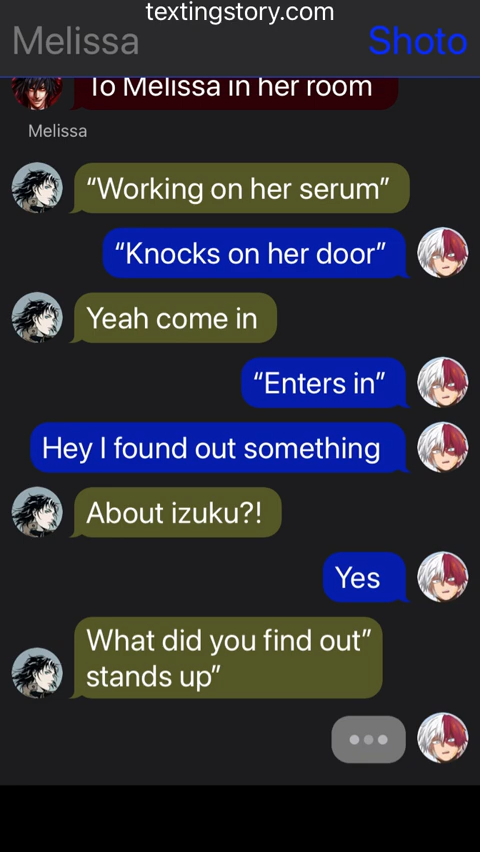 textingstory.com
Melissa
Shoto
To Melissa in her room
Melissa
“Working on her serum”
“Knocks on her door”
Yeah come in
“Enters in”
Hey I found out something
About izuku?!
Yes
What did you find out”
stands up”